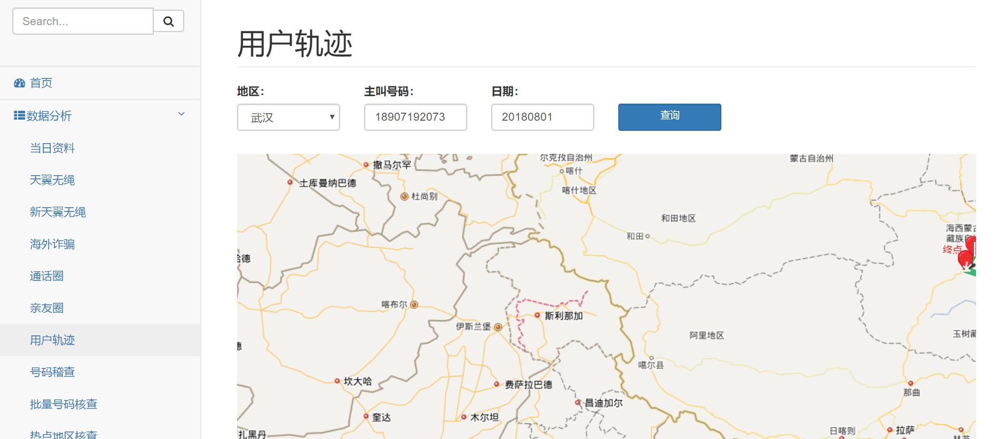 Search...
首页
数据分析
当日资料
天翼无绳
新天翼无绳
海外诈骗
通话圈
亲友圈
用户轨迹
号码稽查
批量号码核查
热点地区核查
用户轨迹
地区：
主叫号码：
日期：
武汉
18907192073
20180801
查询
尔克孜自治州
蒙古自治州
撒马尔罕
喀什
土库曼纳巴德
喀什地区
杜尚别
和田地区
海西蒙古
和田
藏族自
终点
哈德
喀布尔
斯利那加
伊斯兰堡
阿里地区
玉树藏
德
噶尔县
坎大哈
费萨拉巴德
那曲
昌迪加尔
奎达
木尔坦
日喀则
拉萨
扎黑丹
林芝